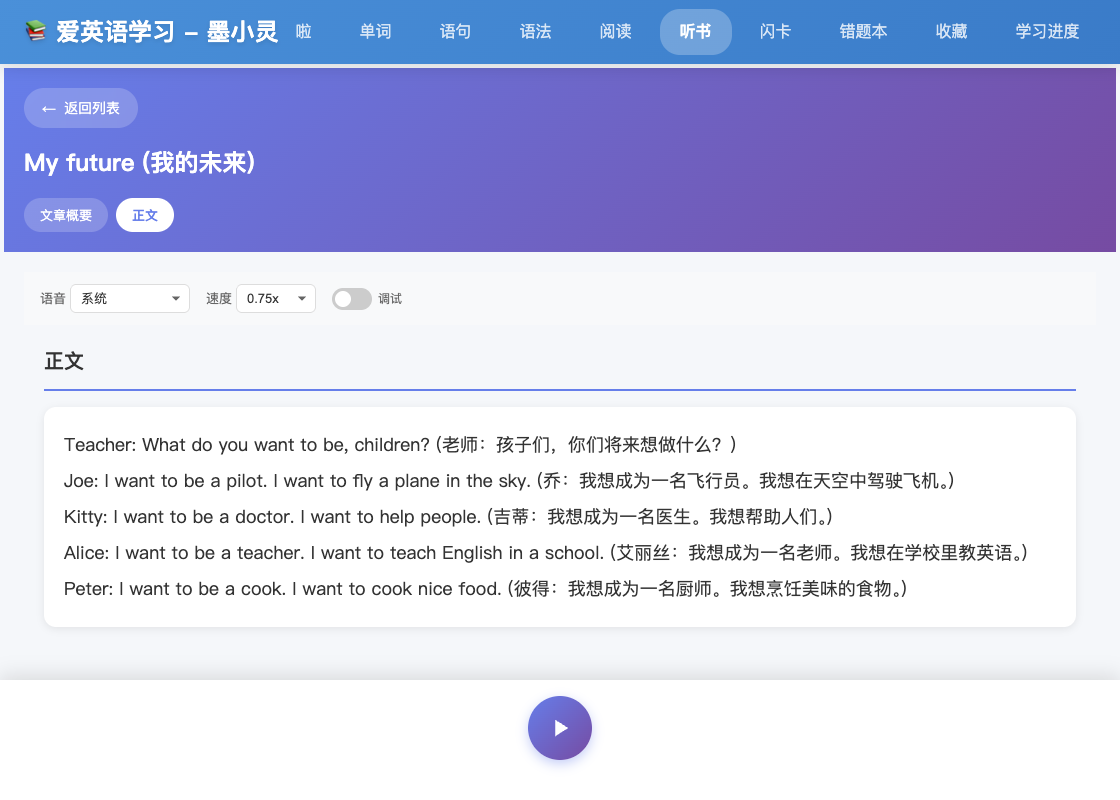 爱英语学习 – 墨小灵 啦 单词 语句 语法 阅读 听书 闪卡 错题本 收藏 学习进度
← 返回列表
My future (我的未来)
文章概要 正文
语音 系统 速度 0.75x 调试
正文
Teacher: What do you want to be, children? (老师：孩子们，你们将来想做什么？)
Joe: I want to be a pilot. I want to fly a plane in the sky. (乔：我想成为一名飞行员。我想在天空中驾驶飞机。)
Kitty: I want to be a doctor. I want to help people. (吉蒂：我想成为一名医生。我想帮助人们。)
Alice: I want to be a teacher. I want to teach English in a school. (艾丽丝：我想成为一名老师。我想在学校里教英语。)
Peter: I want to be a cook. I want to cook nice food. (彼得：我想成为一名厨师。我想烹饪美味的食物。)